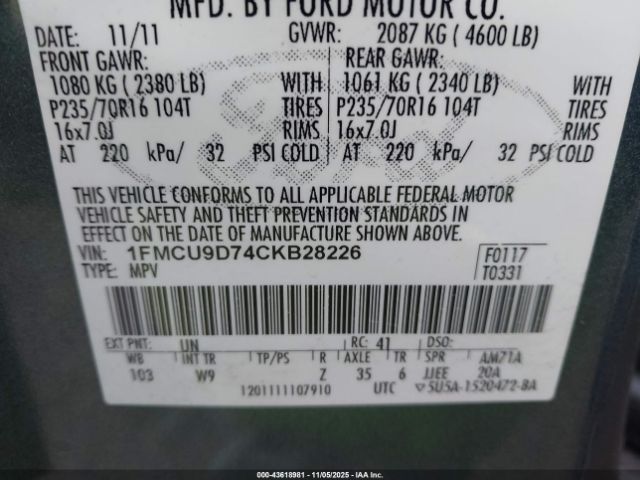 MFD. BY FORD MOTOR CO.
DATE: 11/11 GVWR: 2087 KG ( 4600 LB)
FRONT GAWR: REAR GAWR:
1080 KG ( 2380 LB) WITH 1061 KG ( 2340 LB) WITH
P235/70R16 104T TIRES P235/70R16 104T TIRES
16x7.0J RIMS 16x7.0J RIMS
AT 220 kPa/ 32 PSI COLD AT 220 kPa/ 32 PSI COLD
THIS VEHICLE CONFORMS TO ALL APPLICABLE FEDERAL MOTOR
VEHICLE SAFETY AND THEFT PREVENTION STANDARDS IN
EFFECT ON THE DATE OF MANUFACTURE SHOWN ABOVE.
VIN: 1FMCU9D74CKB28226 F0117
TYPE: MPV T0331
EXT PNT: UN RC: 41 DSO:
WB INT TR TP/PS R AXLE TR SPR AM71A
103 W9 Z 35 6 JJEE 20A
1201111107910 UTC ▽5U5A-1520472-BA
Ford
000-43618981 - 11/05/2025 - IAA Inc.